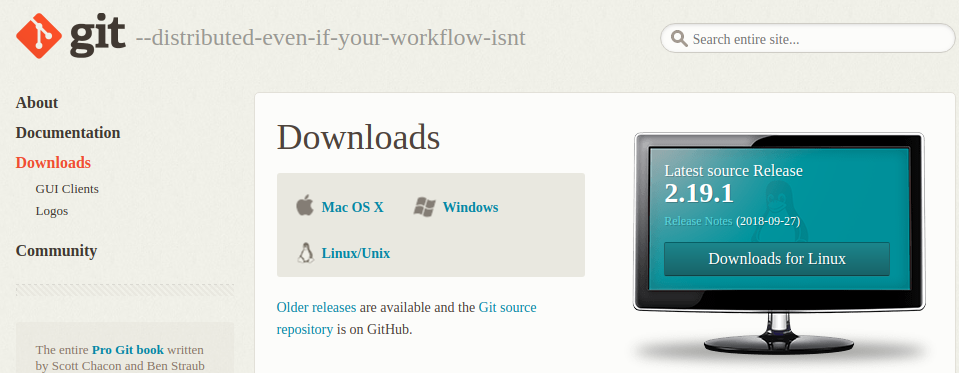 git --distributed-even-if-your-workflow-isnt
Search entire site...
About
Documentation
Downloads
GUI Clients
Logos
Community
The entire Pro Git book written
by Scott Chacon and Ben Straub
Downloads
Mac OS X
Windows
Linux/Unix
Older releases are available and the Git source
repository is on GitHub.
Latest source Release
2.19.1
Release Notes (2018-09-27)
Downloads for Linux